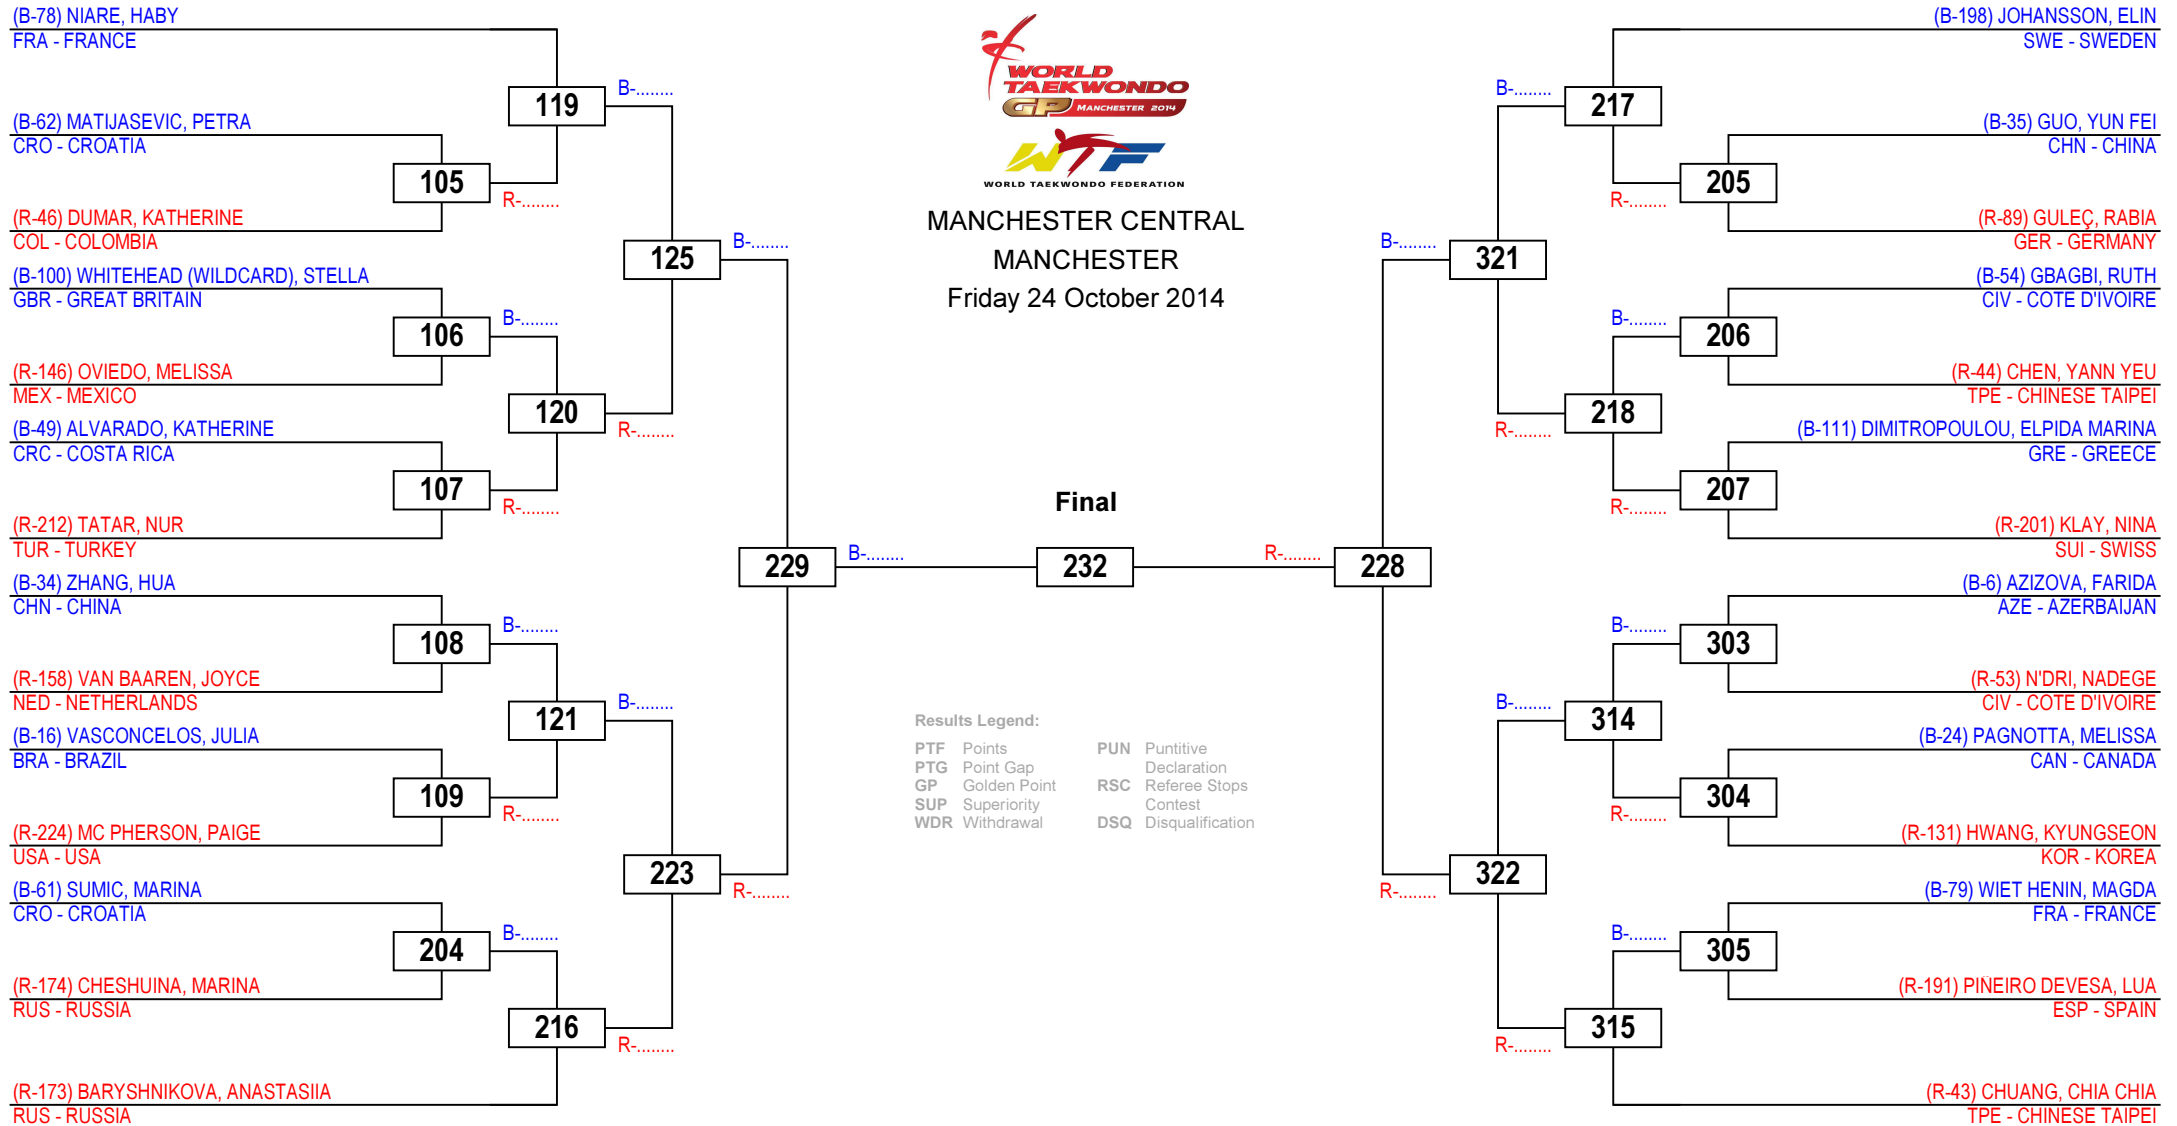 (B-78) NIARE, HABY
FRA - FRANCE
(B-62) MATIJASEVIC, PETRA
CRO - CROATIA
(R-46) DUMAR, KATHERINE
COL - COLOMBIA
(B-100) WHITEHEAD (WILDCARD), STELLA
GBR - GREAT BRITAIN
(R-146) OVIEDO, MELISSA
MEX - MEXICO
(B-49) ALVARADO, KATHERINE
CRC - COSTA RICA
(R-212) TATAR, NUR
TUR - TURKEY
(B-34) ZHANG, HUA
CHN - CHINA
(R-158) VAN BAAREN, JOYCE
NED - NETHERLANDS
(B-16) VASCONCELOS, JULIA
BRA - BRAZIL
(R-224) MC PHERSON, PAIGE
USA - USA
(B-61) SUMIC, MARINA
CRO - CROATIA
(R-174) CHESHUINA, MARINA
RUS - RUSSIA
(R-173) BARYSHNIKOVA, ANASTASIIA
RUS - RUSSIA
105
R-........
106
B-........
107
R-........
108
B-........
109
R-........
204
B-........
119
B-........
120
R-........
121
B-........
216
R-........
125
B-........
223
R-........
229
B-........
WORLD
TAEKWONDO
GP MANCHESTER 2014
WTF
WORLD TAEKWONDO FEDERATION
MANCHESTER CENTRAL
MANCHESTER
Friday 24 October 2014
Final
232
Results Legend:
PTF Points
PTG Point Gap
GP Golden Point
SUP Superiority
WDR Withdrawal
PUN Puntitive
Declaration
RSC Referee Stops
Contest
DSQ Disqualification
R-........
228
B-........
321
R-........
322
B-........
217
R-........
218
B-........
314
R-........
315
R-........
205
B-........
206
R-........
207
B-........
303
R-........
304
B-........
305
(B-198) JOHANSSON, ELIN
SWE - SWEDEN
(B-35) GUO, YUN FEI
CHN - CHINA
(R-89) GULEÇ, RABIA
GER - GERMANY
(B-54) GBAGBI, RUTH
CIV - COTE D'IVOIRE
(R-44) CHEN, YANN YEU
TPE - CHINESE TAIPEI
(B-111) DIMITROPOULOU, ELPIDA MARINA
GRE - GREECE
(R-201) KLAY, NINA
SUI - SWISS
(B-6) AZIZOVA, FARIDA
AZE - AZERBAIJAN
(R-53) N'DRI, NADEGE
CIV - COTE D'IVOIRE
(B-24) PAGNOTTA, MELISSA
CAN - CANADA
(R-131) HWANG, KYUNGSEON
KOR - KOREA
(B-79) WIET HENIN, MAGDA
FRA - FRANCE
(R-191) PIÑEIRO DEVESA, LUA
ESP - SPAIN
(R-43) CHUANG, CHIA CHIA
TPE - CHINESE TAIPEI